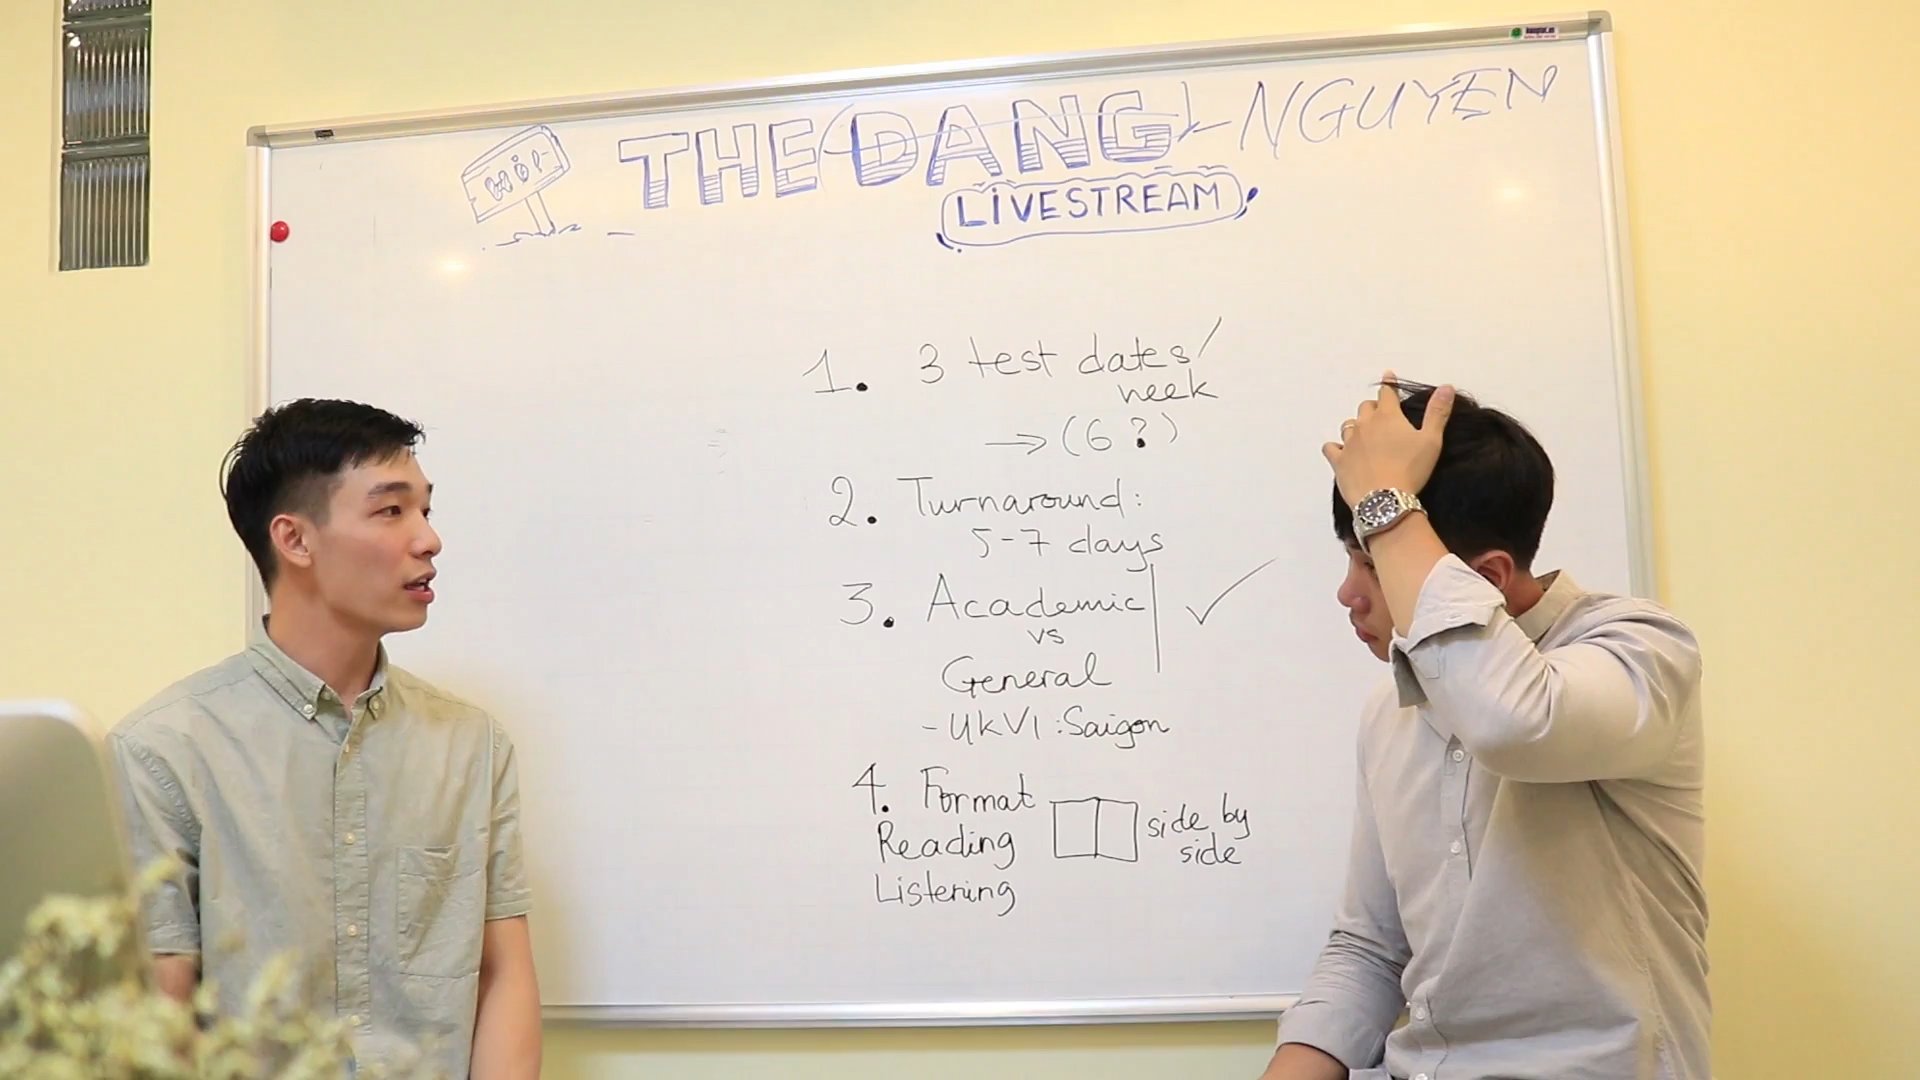 HỎI
THE DANG - NGUYEN
LIVESTREAM
1. 3 test dates/
week
→ (6 ?)
2. Turnaround:
5-7 days
3. Academic
vs
General
- UKVI : Saigon
4. Format
Reading
side by
side
Listening